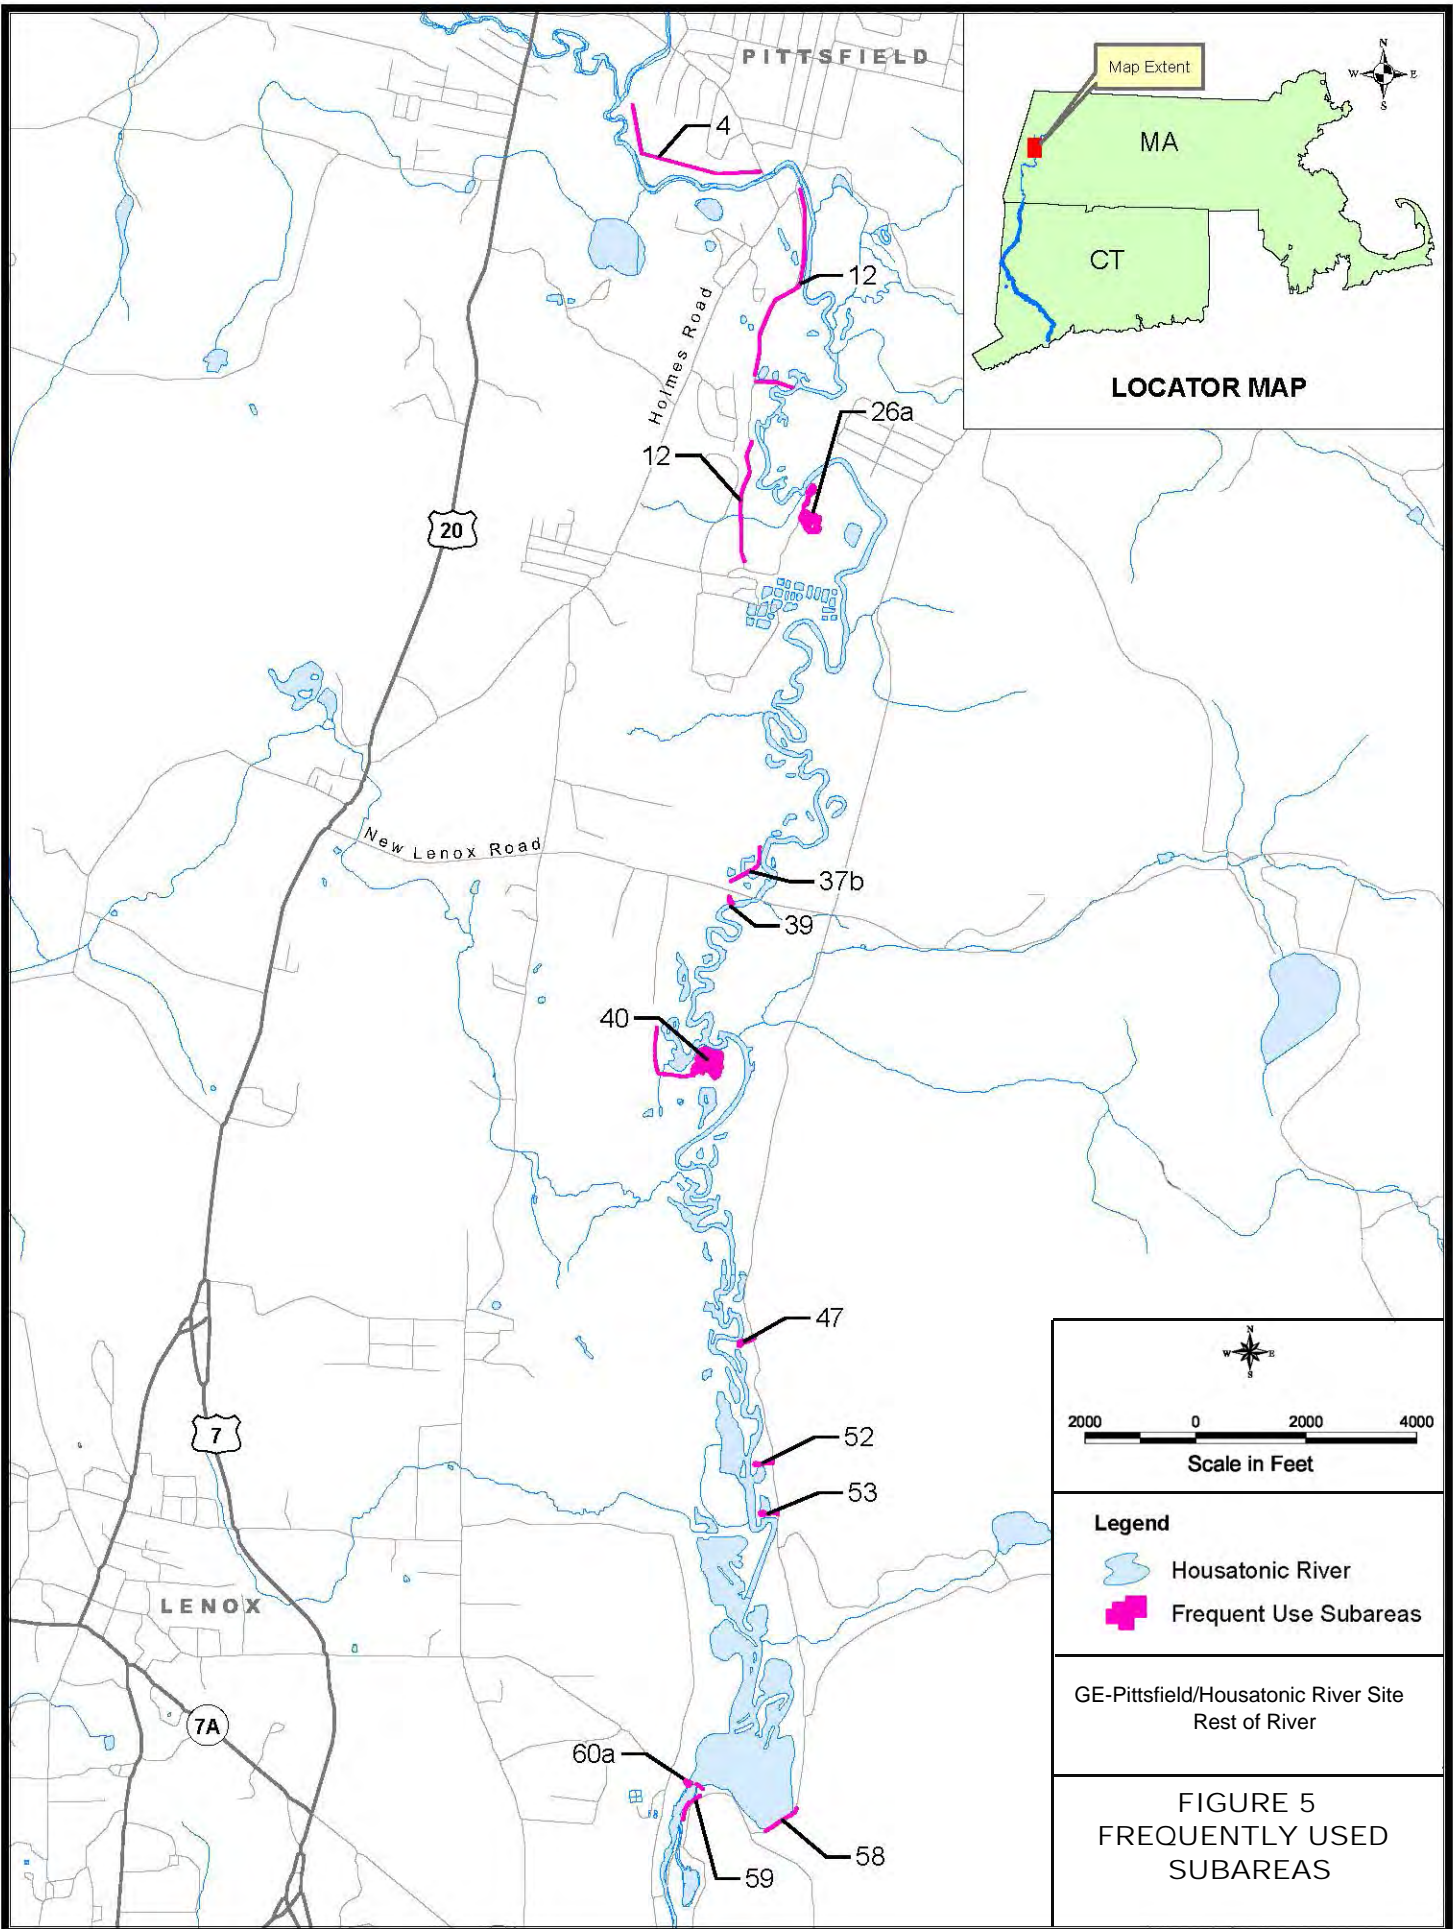 PITTSFIELD
4
12
Holmes Road
26a
12
20
New Lenox Road
37b
39
40
47
7
52
53
LENOX
7A
60a
58
59
Map Extent
N
W
E
S
MA
CT
LOCATOR MAP
N
W
E
S
2000 0 2000 4000
Scale in Feet
Legend
Housatonic River
Frequent Use Subareas
GE-Pittsfield/Housatonic River Site
Rest of River
FIGURE 5
FREQUENTLY USED
SUBAREAS